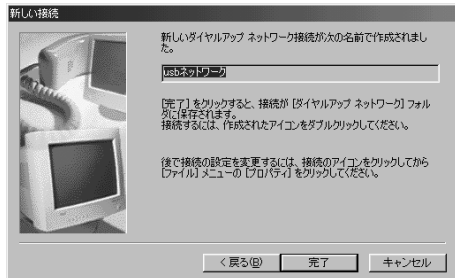 新しい接続
新しいダイヤルアップ ネットワーク接続が次の名前で作成されまし
た。
usbネットワーク
[完了] をクリックすると、接続が [ダイヤルアップ ネットワーク] フォル
ダに保存されます。
接続するには、作成されたアイコンをダブルクリックしてください。
後で接続の設定を変更するには、接続のアイコンをクリックしてから
[ファイル] メニューの [プロパティ] をクリックしてください。
< 戻る(B)
完了
キャンセル